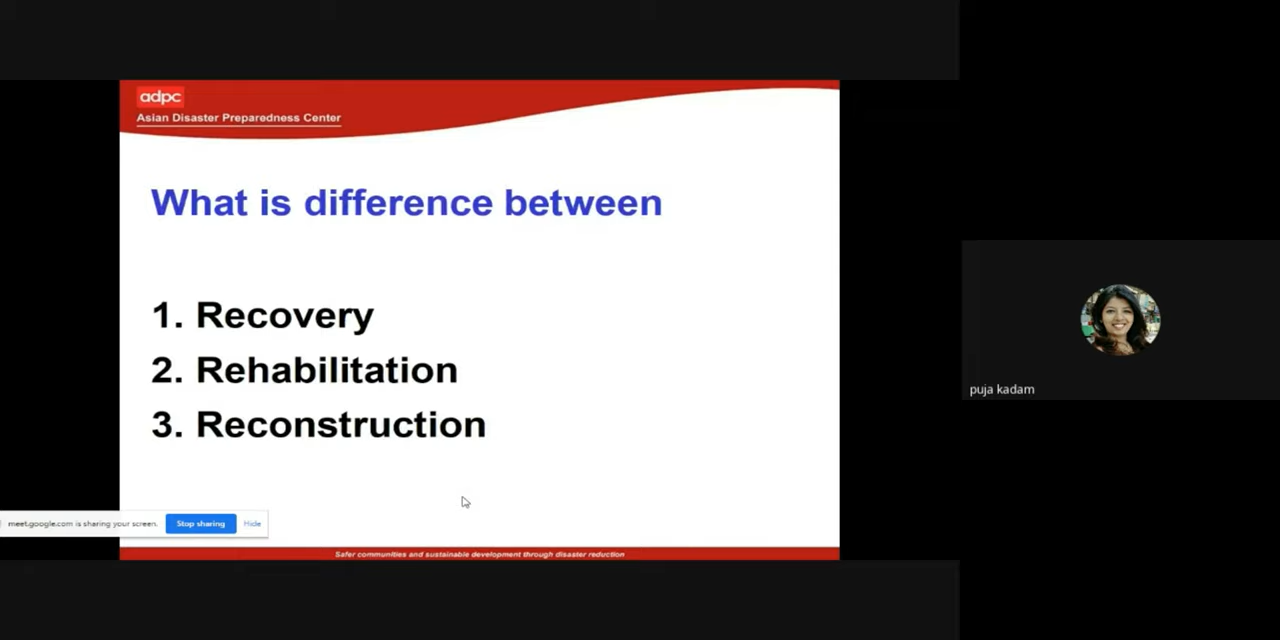 adpc
Asian Disaster Preparedness Center
What is difference between
1. Recovery
2. Rehabilitation
3. Reconstruction
puja kadam
meet.google.com is sharing your screen.
Stop sharing
Hide
Safer communities and sustainable development through disaster reduction